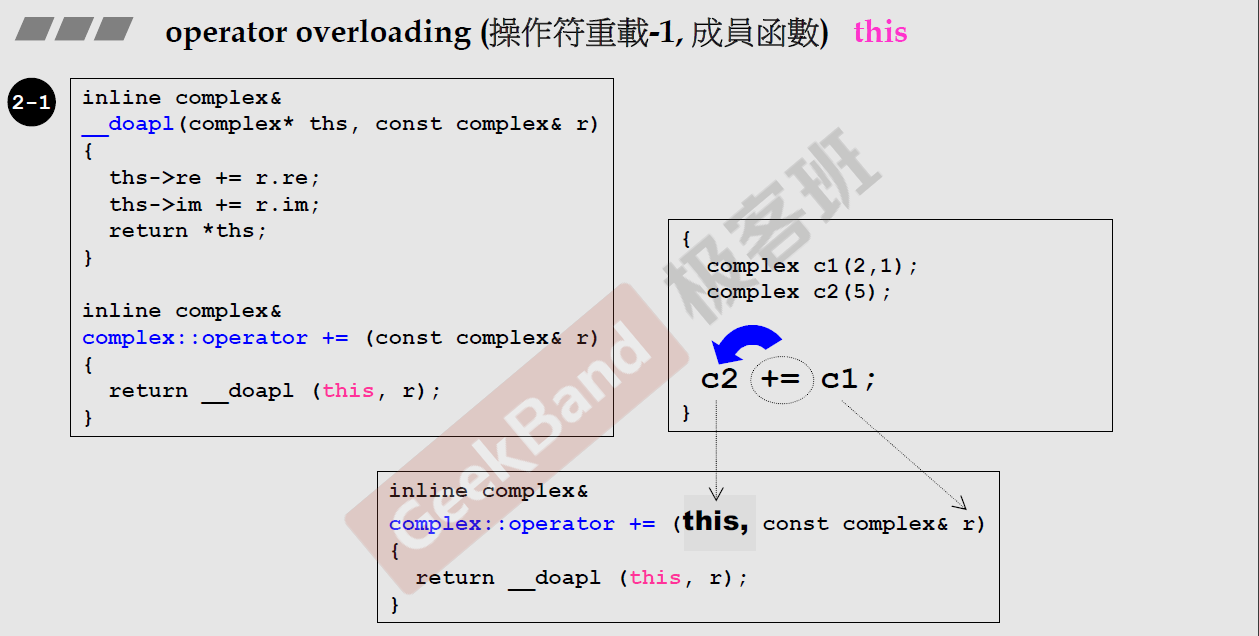 operator overloading (操作符重載-1, 成員函數) this
2-1
inline complex&
__doapl(complex* ths, const complex& r)
{
  ths->re += r.re;
  ths->im += r.im;
  return *ths;
}
inline complex&
complex::operator += (const complex& r)
{
  return __doapl (this, r);
}
{
  complex c1(2,1);
  complex c2(5);
  c2 += c1;
}
inline complex&
complex::operator += (this, const complex& r)
{
  return __doapl (this, r);
}
GeekBand 极客班